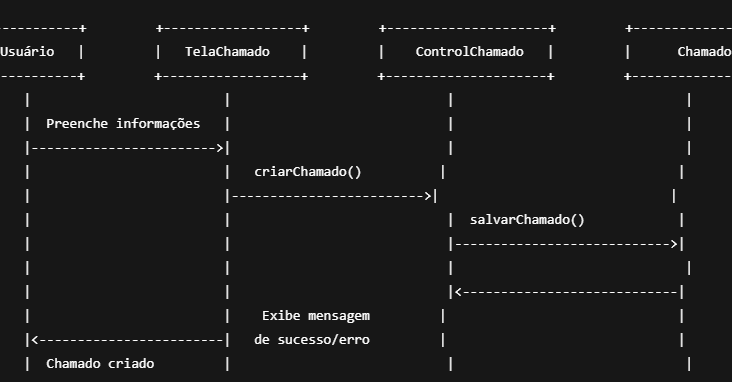 Usuário TelaChamado ControlChamado Chamado
Preenche informações
criarChamado()
salvarChamado()
Exibe mensagem
de sucesso/erro
Chamado criado